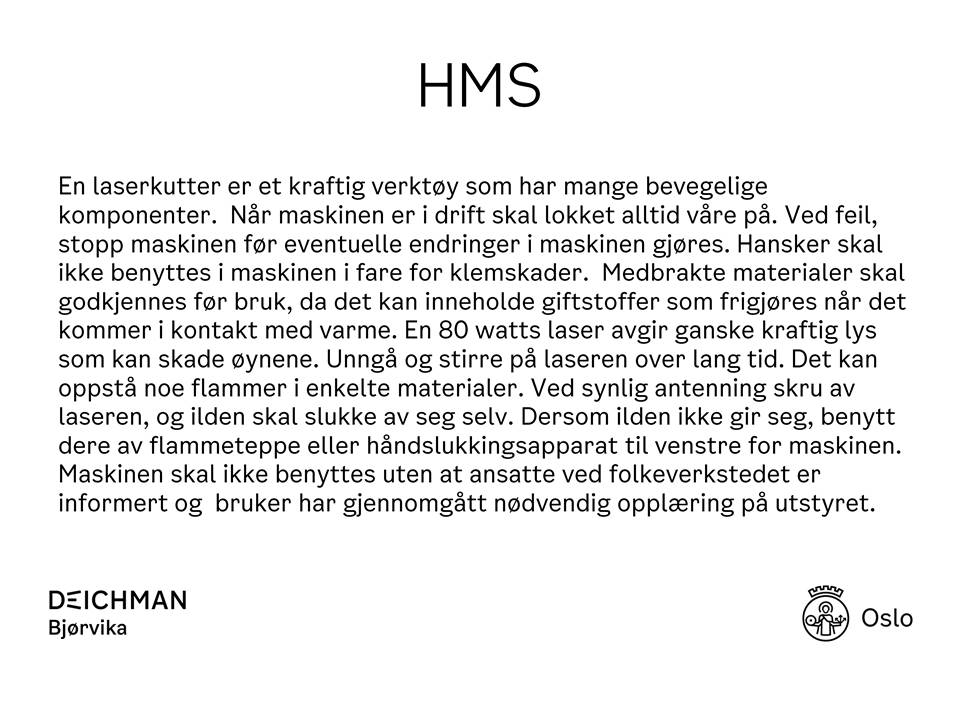 HMS
En laserkutter er et kraftig verktøy som har mange bevegelige
komponenter.  Når maskinen er i drift skal lokket alltid våre på. Ved feil,
stopp maskinen før eventuelle endringer i maskinen gjøres. Hansker skal
ikke benyttes i maskinen i fare for klemskader.  Medbrakte materialer skal
godkjennes før bruk, da det kan inneholde giftstoffer som frigjøres når det
kommer i kontakt med varme. En 80 watts laser avgir ganske kraftig lys
som kan skade øynene. Unngå og stirre på laseren over lang tid. Det kan
oppstå noe flammer i enkelte materialer. Ved synlig antenning skru av
laseren, og ilden skal slukke av seg selv. Dersom ilden ikke gir seg, benytt
dere av flammeteppe eller håndslukkingsapparat til venstre for maskinen.
Maskinen skal ikke benyttes uten at ansatte ved folkeverkstedet er
informert og  bruker har gjennomgått nødvendig opplæring på utstyret.
DEICHMAN
Bjørvika
Oslo